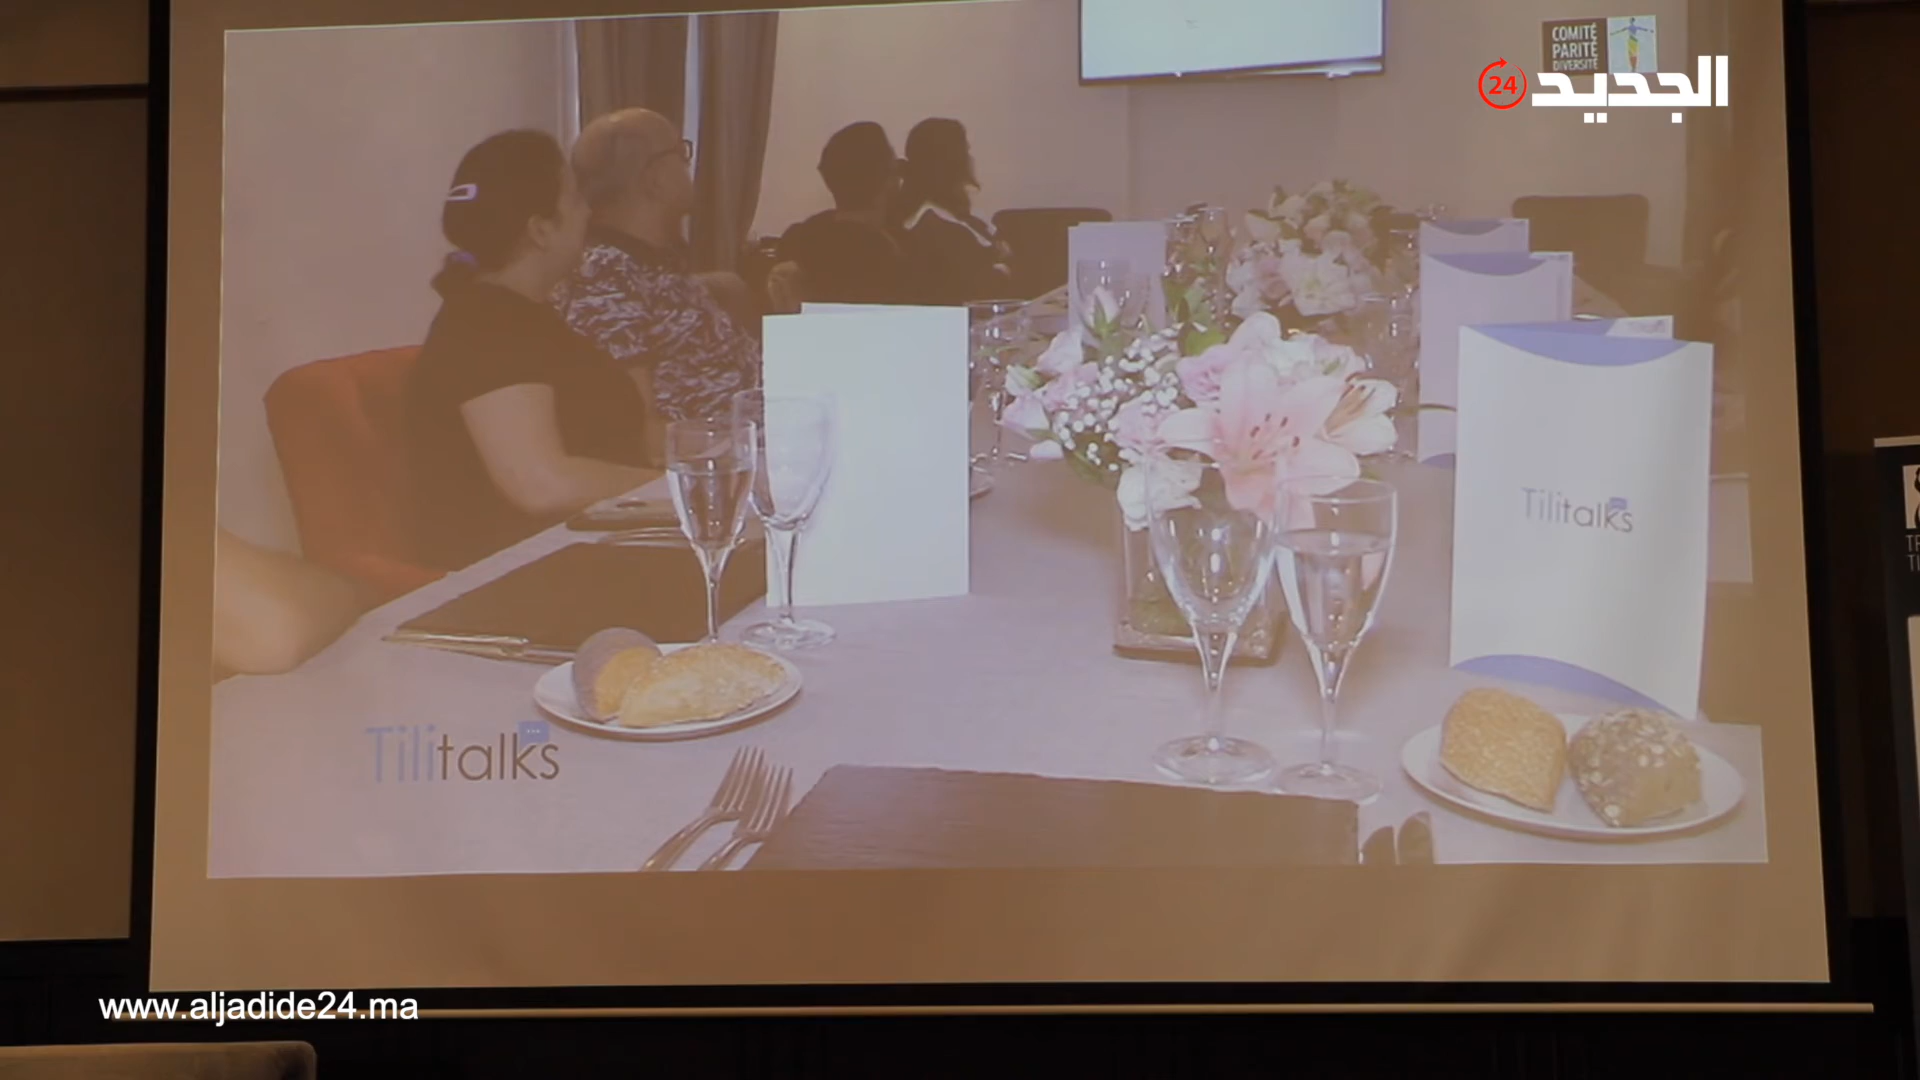 COMITÉ
PARITÉ
DIVERSITÉ
24 الجديد
Tilitalks
Tilitalks
www.aljadide24.ma